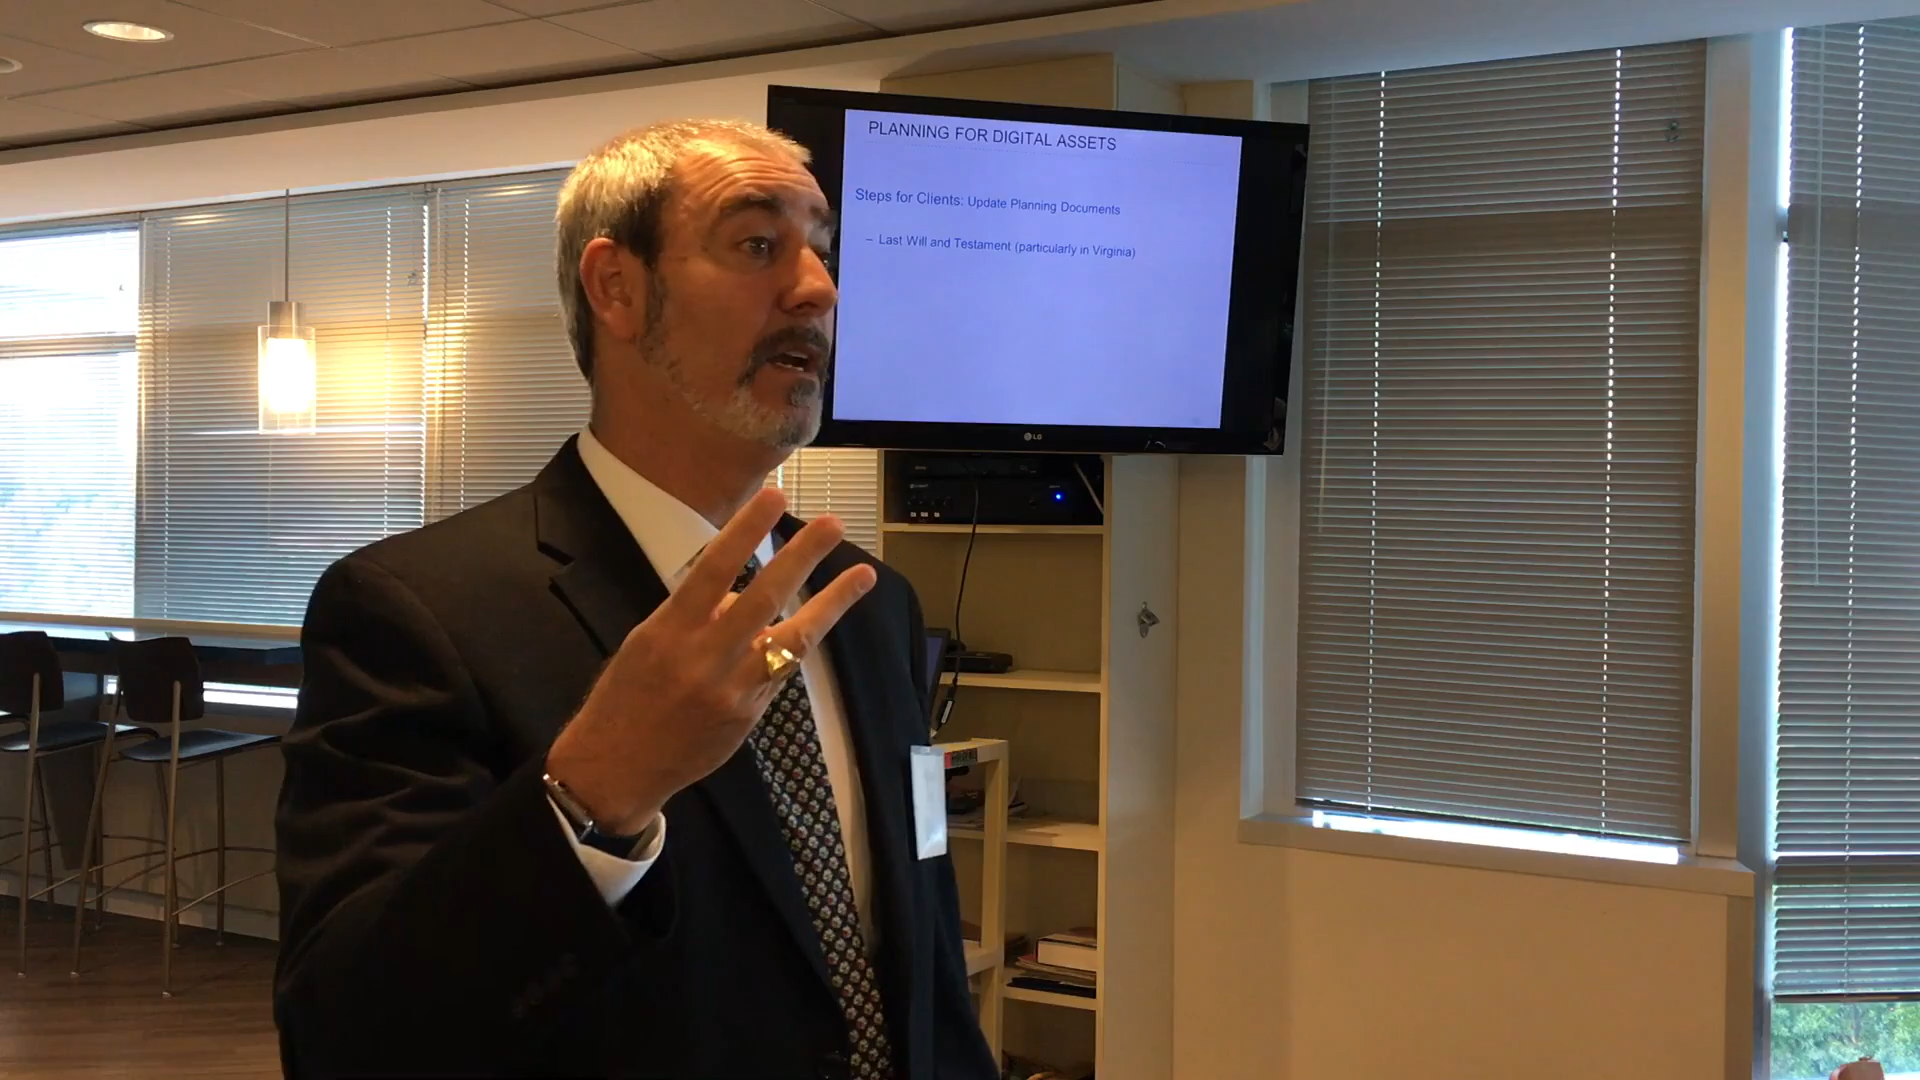 PLANNING FOR DIGITAL ASSETS
Steps for Clients: Update Planning Documents
– Last Will and Testament (particularly in Virginia)
LG